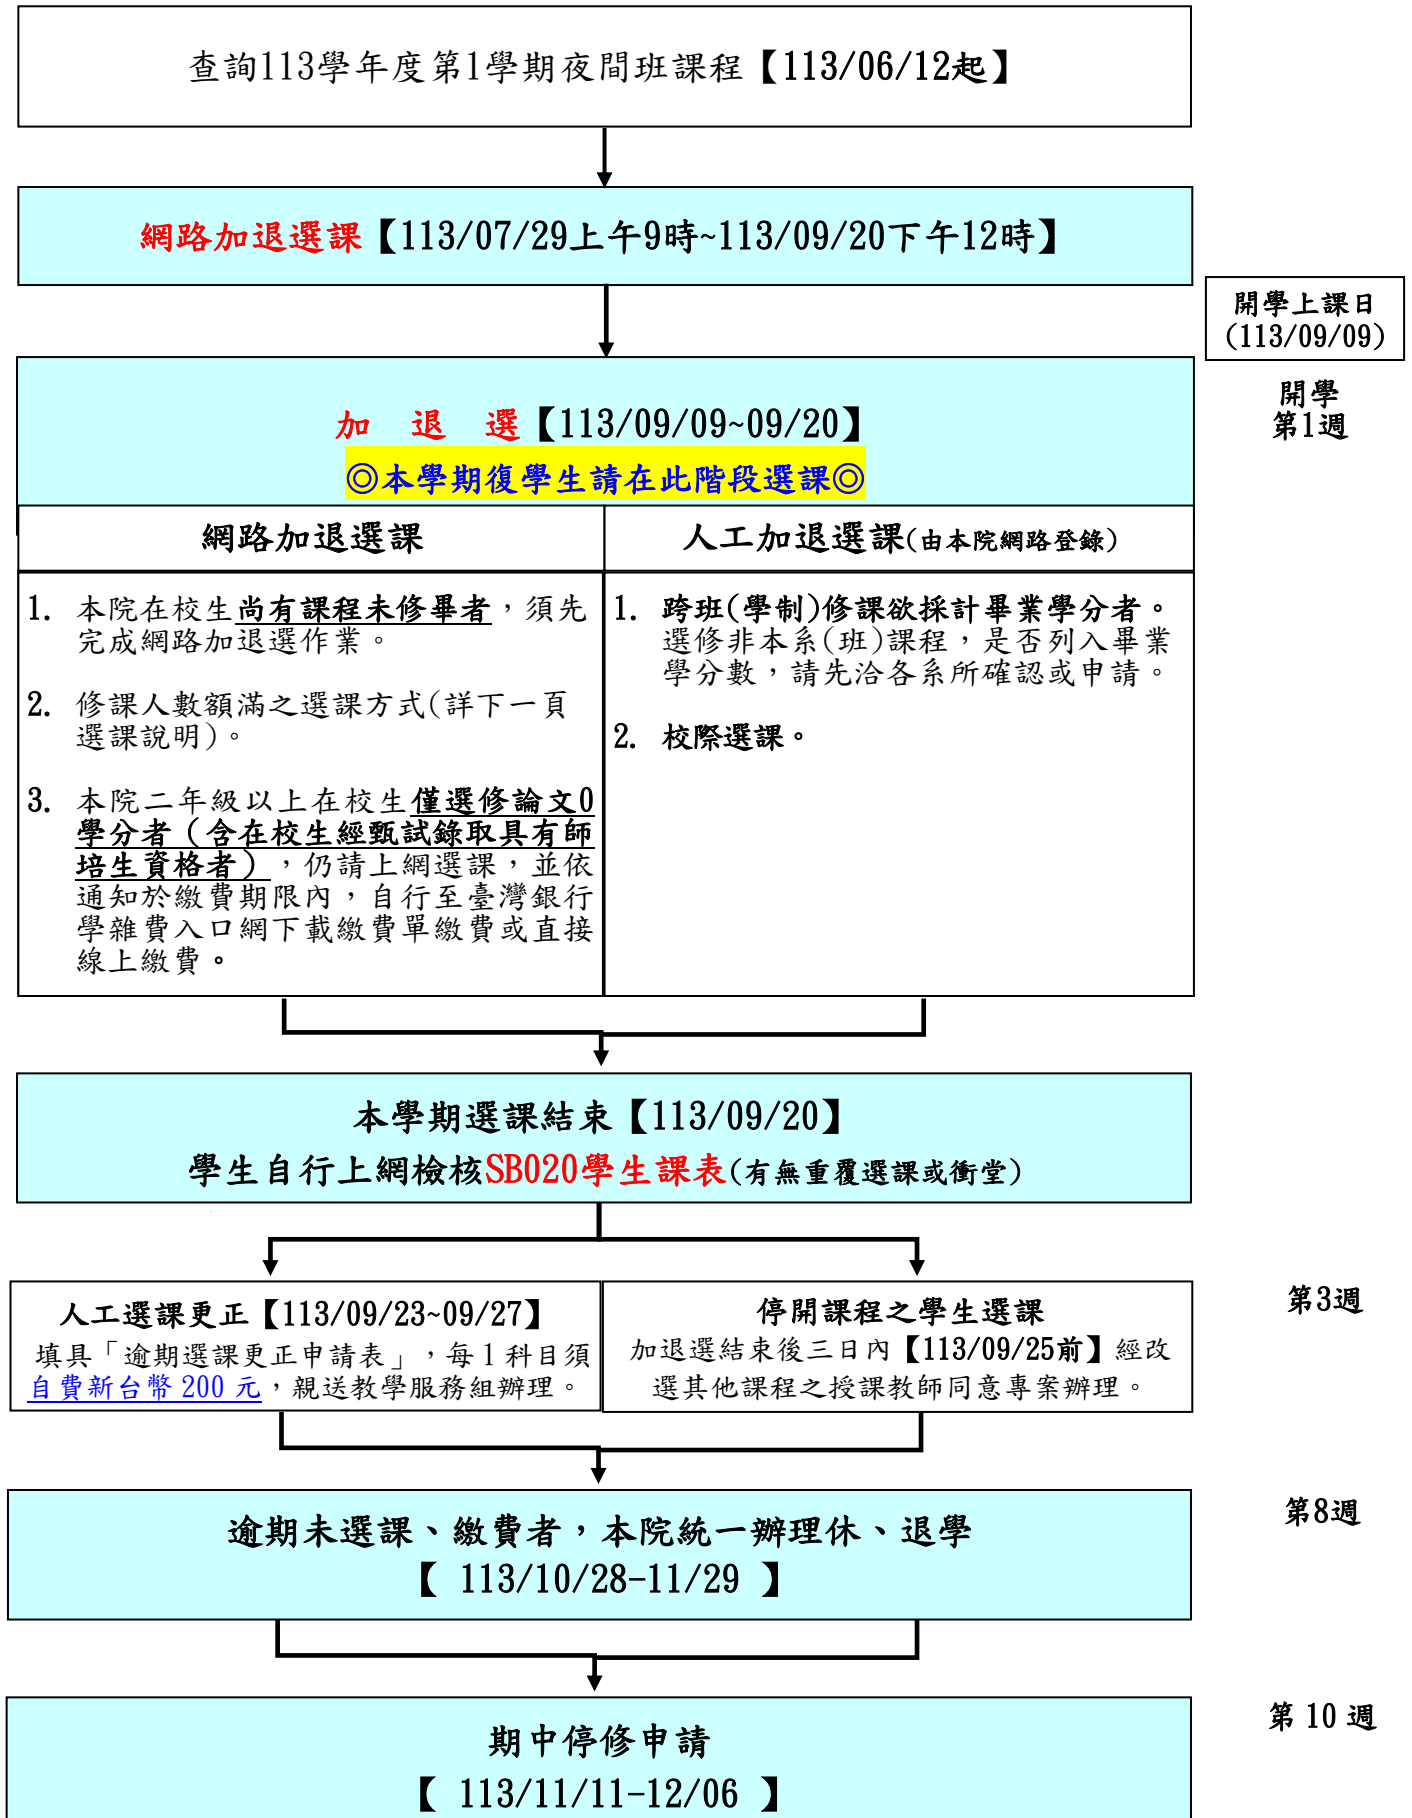 查詢113學年度第1學期夜間班課程【113/06/12起】
網路加退選課【113/07/29上午9時~113/09/20下午12時】
開學上課日
(113/09/09)
開學
第1週
加 退 選【113/09/09~09/20】
◎本學期復學生請在此階段選課◎
網路加退選課
1. 本院在校生尚有課程未修畢者，須先
完成網路加退選作業。
2. 修課人數額滿之選課方式(詳下一頁
選課說明)。
3. 本院二年級以上在校生僅選修論文0
學分者（含在校生經甄試錄取具有師
培生資格者），仍請上網選課，並依
通知於繳費期限內，自行至臺灣銀行
學雜費入口網下載繳費單繳費或直接
線上繳費。
人工加退選課(由本院網路登錄)
1. 跨班(學制)修課欲採計畢業學分者。
選修非本系(班)課程，是否列入畢業
學分數，請先洽各系所確認或申請。
2. 校際選課。
本學期選課結束【113/09/20】
學生自行上網檢核SB020學生課表(有無重覆選課或衝堂)
第3週
人工選課更正【113/09/23~09/27】
填具「逾期選課更正申請表」，每1科目須
自費新台幣 200 元，親送教學服務組辦理。
停開課程之學生選課
加退選結束後三日內【113/09/25前】經改
選其他課程之授課教師同意專案辦理。
第8週
逾期未選課、繳費者，本院統一辦理休、退學
【 113/10/28-11/29 】
第 10 週
期中停修申請
【 113/11/11-12/06 】